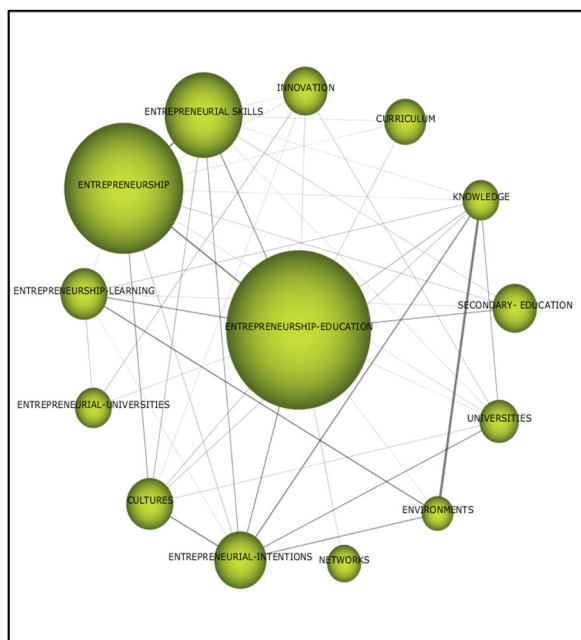 INNOVATION
ENTREPRENEURIAL SKILLS
CURRICULUM
ENTREPRENEURSHIP
KNOWLEDGE
ENTREPRENEURSHIP-LEARNING
SECONDARY- EDUCATION
ENTREPRENEURSHIP-EDUCATION
ENTREPRENEURIAL-UNIVERSITIES
UNIVERSITIES
CULTURES
ENVIRONMENTS
ENTREPRENEURIAL-INTENTIONS
NETWORKS